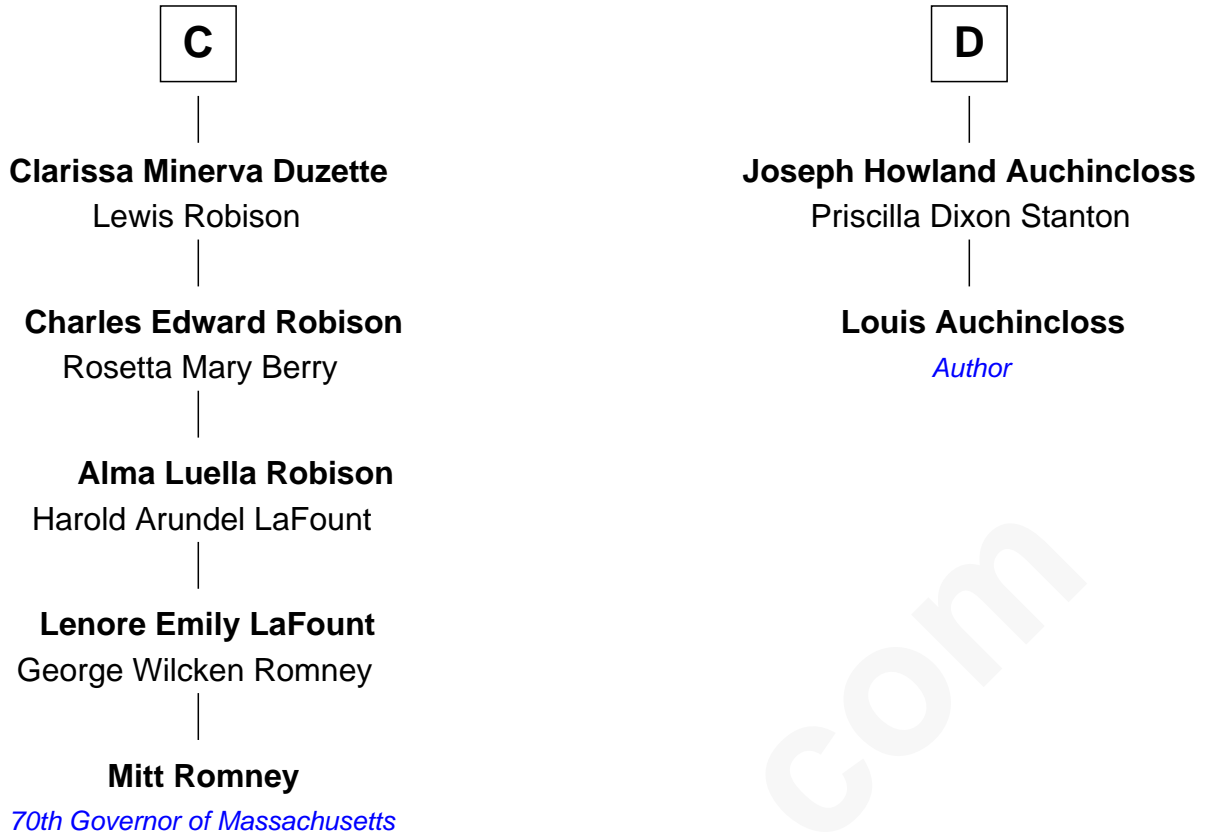 C
Clarissa Minerva Duzette
Lewis Robison
Charles Edward Robison
Rosetta Mary Berry
Alma Luella Robison
Harold Arundel LaFount
Lenore Emily LaFount
George Wilcken Romney
Mitt Romney
70th Governor of Massachusetts
D
Joseph Howland Auchincloss
Priscilla Dixon Stanton
Louis Auchincloss
Author
com